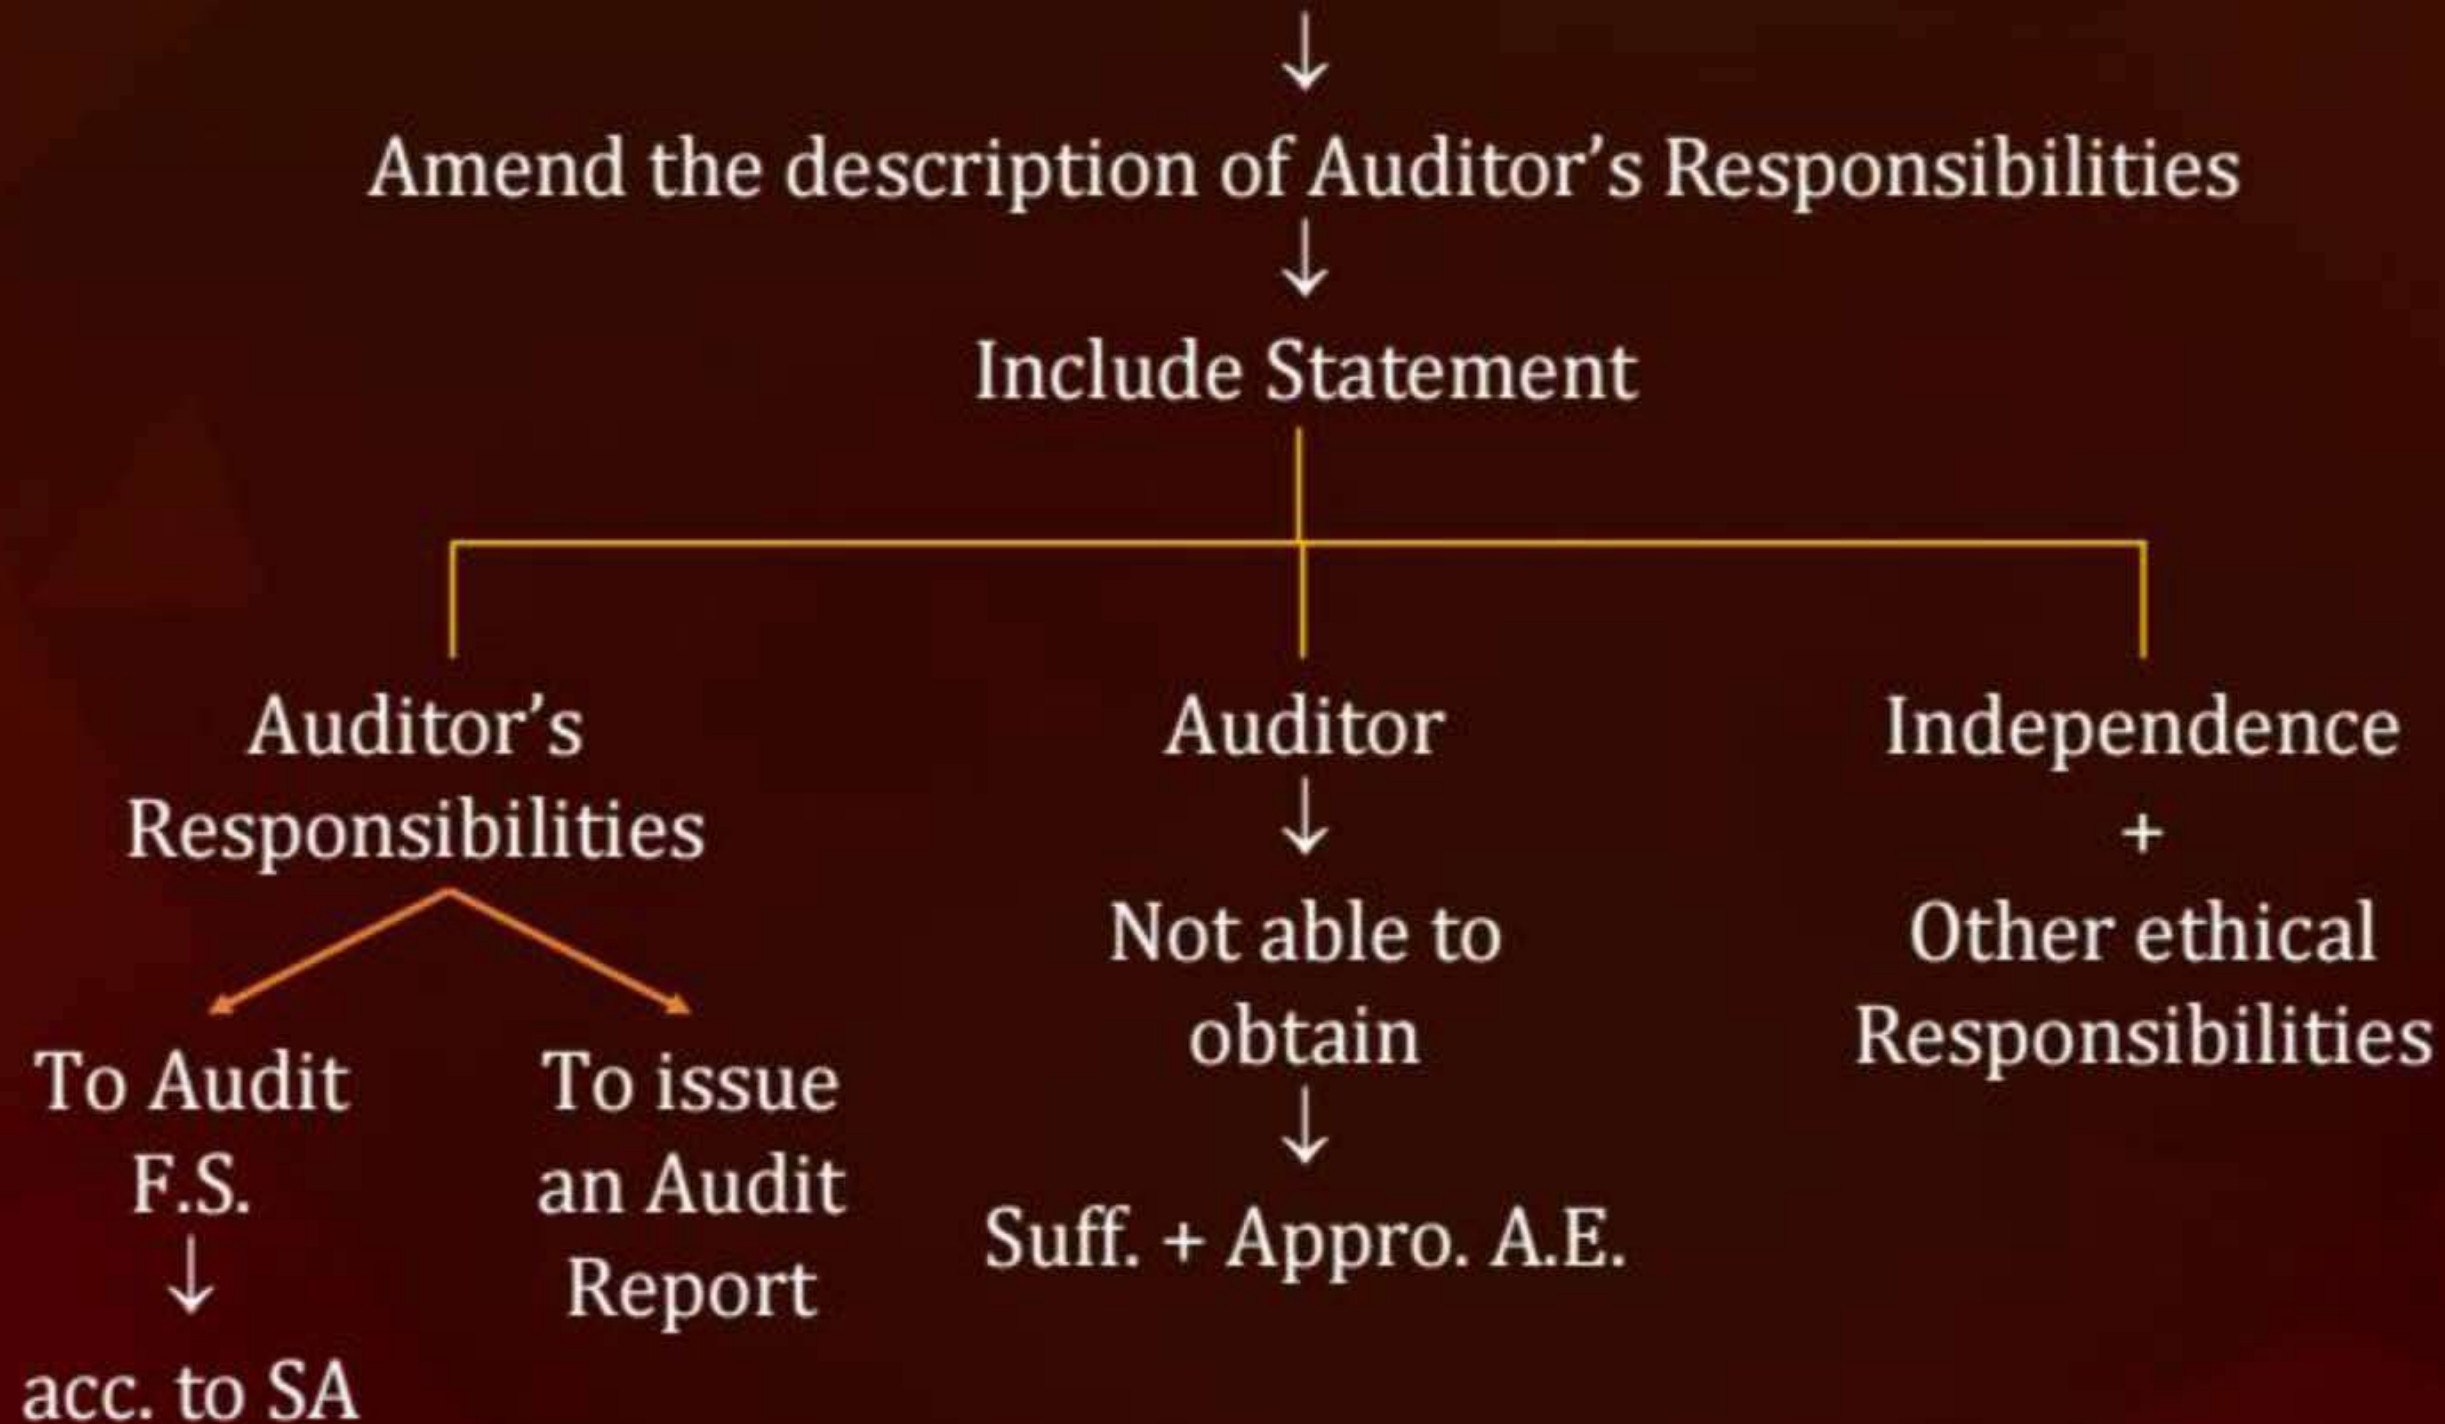 Amend the description of Auditor’s Responsibilities
Include Statement
Auditor’s
Responsibilities
To Audit
F.S.
acc. to SA
To issue
an Audit
Report
Auditor
Not able to
obtain
Suff. + Appro. A.E.
Independence
+
Other ethical
Responsibilities